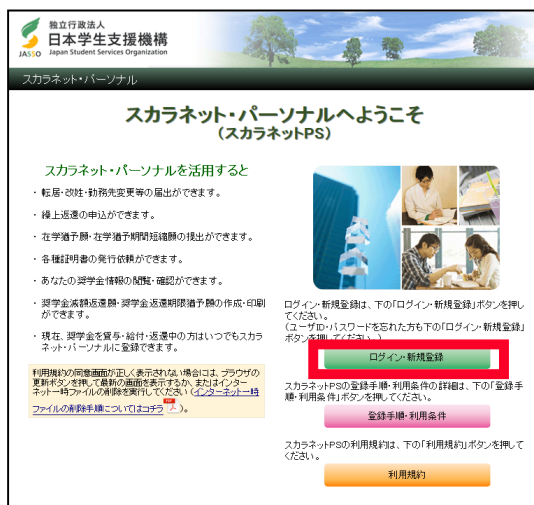 独立行政法人
日本学生支援機構
JASSO Japan Student Services Organization
スカラネット・パーソナル
スカラネット・パーソナルへようこそ
(スカラネットPS)
スカラネット・パーソナルを活用すると
・ 転居・改姓・勤務先変更等の届出ができます。
・ 繰上返還の申込ができます。
・ 在学猶予願・在学猶予期間短縮願の提出ができます。
・ 各種証明書の発行依頼ができます。
・ あなたの奨学金情報の閲覧・確認ができます。
・ 奨学金減額返還願・奨学金返還期限猶予願の作成・印刷
ができます。
・ 現在、奨学金を貸与・給付・返還中の方はいつでもスカラ
ネット・パーソナルに登録できます。
利用規約の同意画面が正しく表示されない場合には、ブラウザの
更新ボタンを押して最新の画面を表示するか、またはインター
ネット一時ファイルの削除を実行してください(インターネット一時
ファイルの削除手順についてはコチラ PDF )。
ログイン・新規登録は、下の「ログイン・新規登録」ボタンを押し
てください。
(ユーザID・パスワードを忘れた方も下の「ログイン・新規登録」
ボタンを押してください。)
ログイン・新規登録
スカラネットPSの登録手順・利用条件の詳細は、下の「登録手
順・利用条件」ボタンを押してください。
登録手順・利用条件
スカラネットPSの利用規約は、下の「利用規約」ボタンを押して
ください。
利用規約